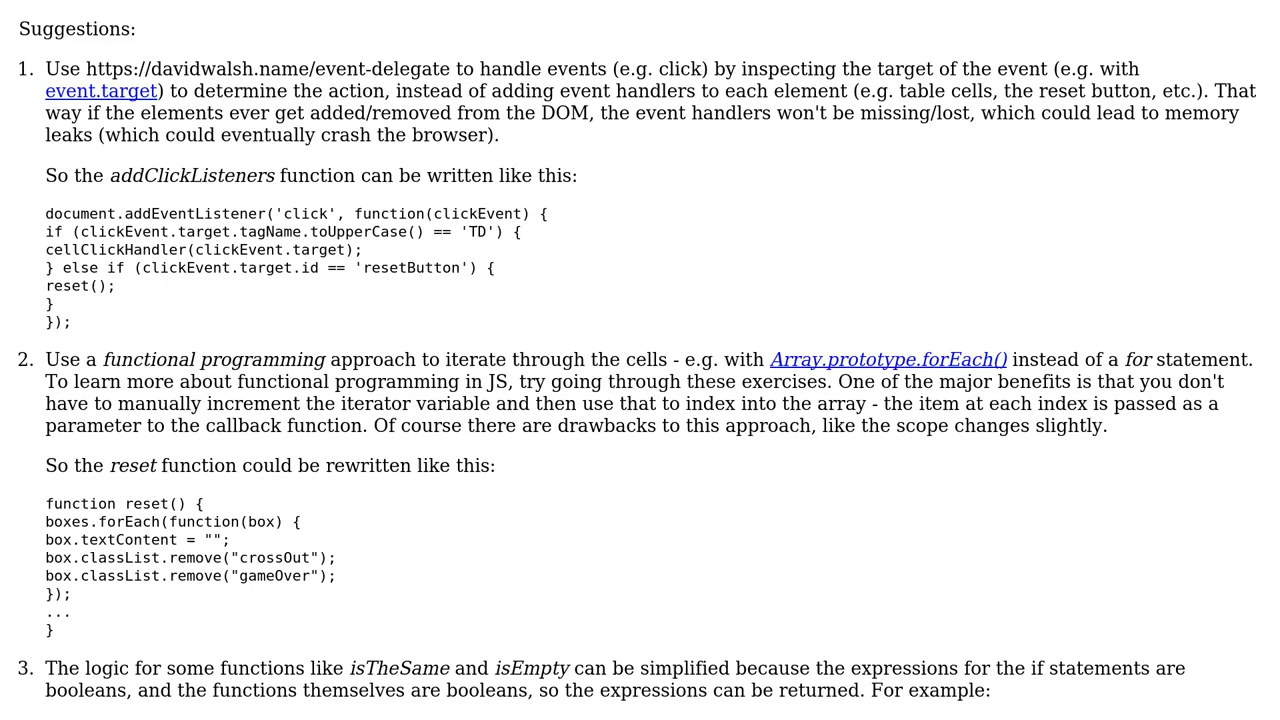 Suggestions:
1. Use https://davidwalsh.name/event-delegate to handle events (e.g. click) by inspecting the target of the event (e.g. with
event.target) to determine the action, instead of adding event handlers to each element (e.g. table cells, the reset button, etc.). That
way if the elements ever get added/removed from the DOM, the event handlers won't be missing/lost, which could lead to memory
leaks (which could eventually crash the browser).
So the addClickListeners function can be written like this:
document.addEventListener('click', function(clickEvent) {
if (clickEvent.target.tagName.toUpperCase() == 'TD') {
cellClickHandler(clickEvent.target);
} else if (clickEvent.target.id == 'resetButton') {
reset();
}
});
2. Use a functional programming approach to iterate through the cells - e.g. with Array.prototype.forEach() instead of a for statement.
To learn more about functional programming in JS, try going through these exercises. One of the major benefits is that you don't
have to manually increment the iterator variable and then use that to index into the array - the item at each index is passed as a
parameter to the callback function. Of course there are drawbacks to this approach, like the scope changes slightly.
So the reset function could be rewritten like this:
function reset() {
boxes.forEach(function(box) {
box.textContent = "";
box.classList.remove("crossOut");
box.classList.remove("gameOver");
});
...
}
3. The logic for some functions like isTheSame and isEmpty can be simplified because the expressions for the if statements are
booleans, and the functions themselves are booleans, so the expressions can be returned. For example: